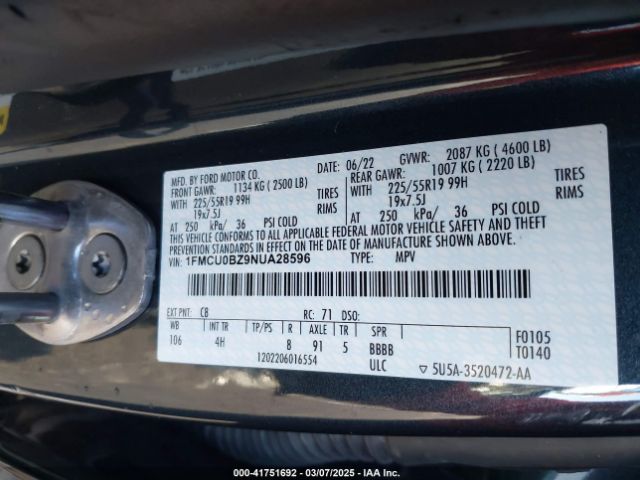 MFD. BY FORD MOTOR CO.
DATE: 06/22 GVWR: 2087 KG ( 4600 LB)
FRONT GAWR: 1134 KG ( 2500 LB)
REAR GAWR: 1007 KG ( 2220 LB)
WITH 225/55R19 99H TIRES
WITH 225/55R19 99H TIRES
19x7.5J RIMS
19x7.5J RIMS
AT 250 kPa/ 36 PSI COLD
AT 250 kPa/ 36 PSI COLD
THIS VEHICLE CONFORMS TO ALL APPLICABLE FEDERAL MOTOR VEHICLE SAFETY AND THEFT
PREVENTION STANDARDS IN EFFECT ON THE DATE OF MANUFACTURE SHOWN ABOVE.
VIN: 1FMCU0BZ9NUA28596 TYPE: MPV
EXT PNT: C8 RC: 71 DSO:
WB INT TR TP/PS R AXLE TR SPR F0105
106 4H 8 91 5 BBBB T0140
1202206016554 ULC 5U5A-3520472-AA
000-41751692 - 03/07/2025 - IAAI.COM